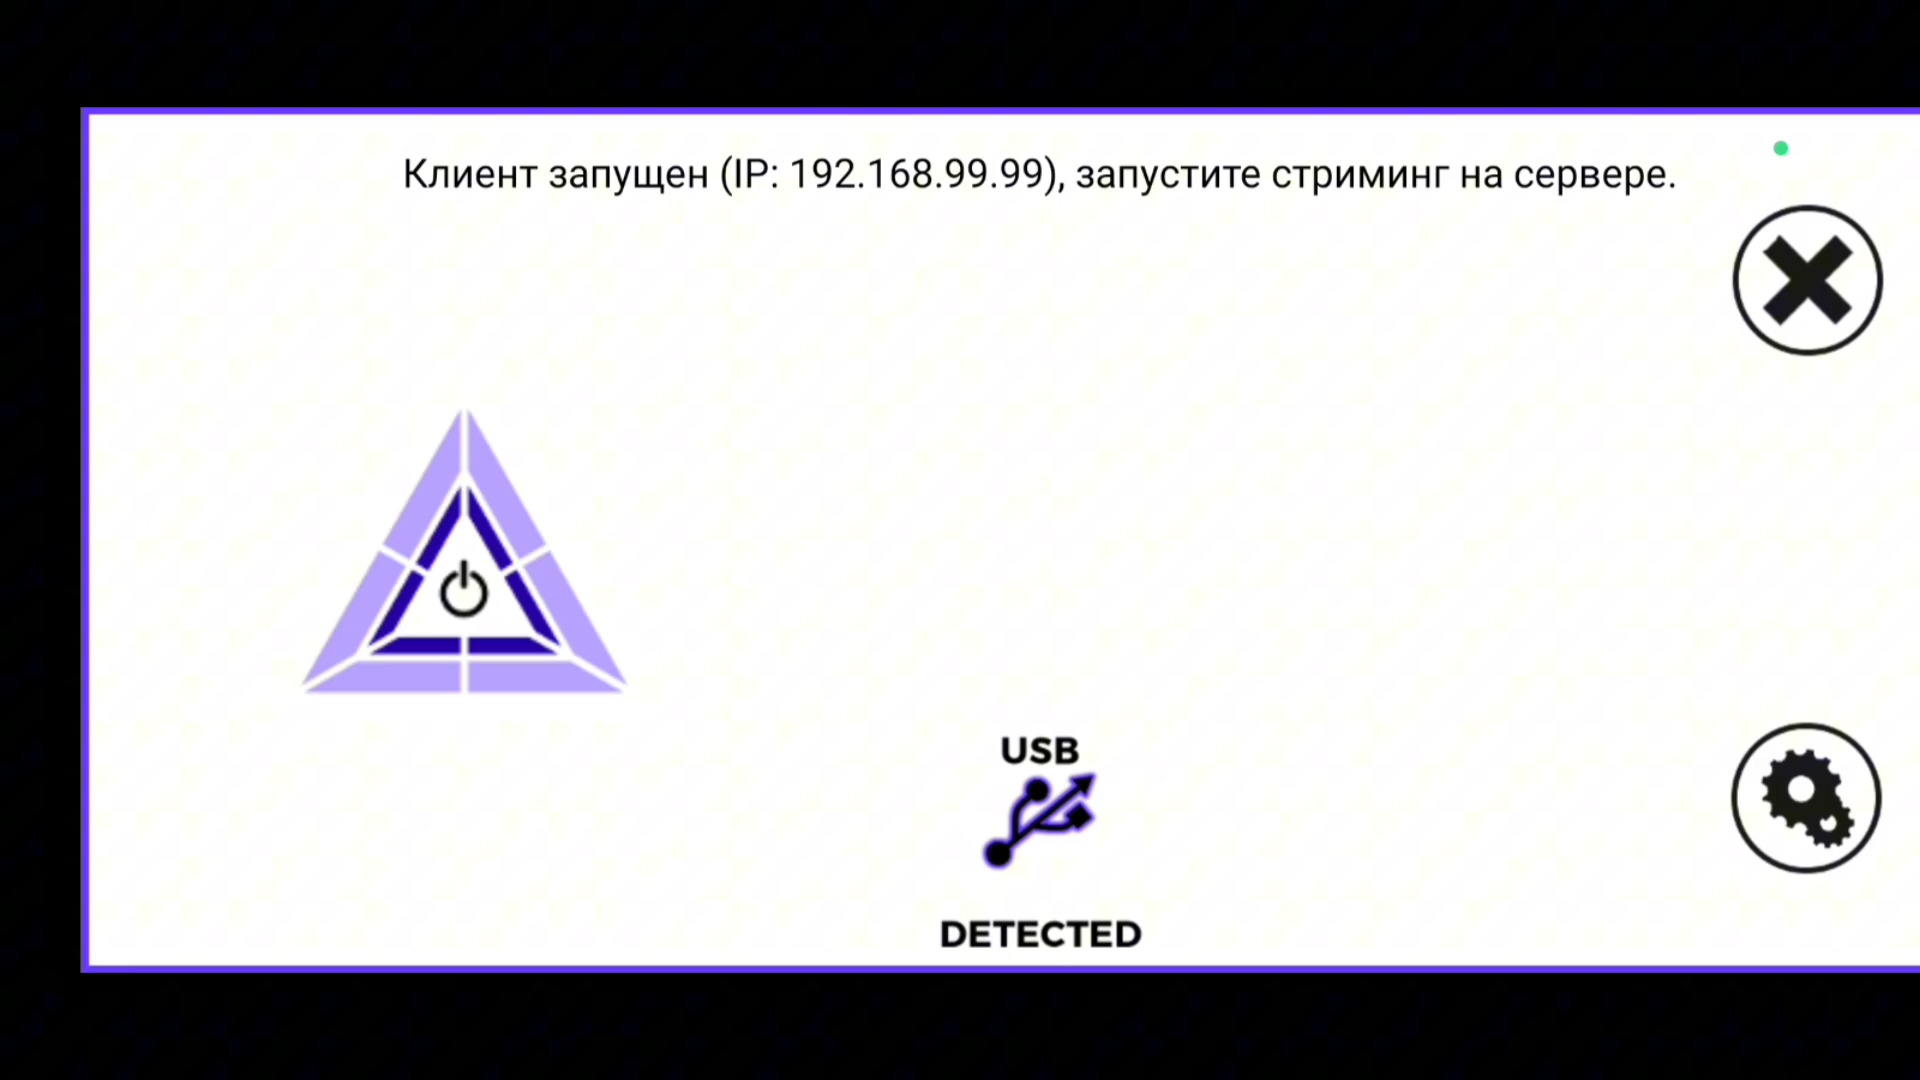 Клиент запущен (IP: 192.168.99.99), запустите стриминг на сервере.
USB
DETECTED